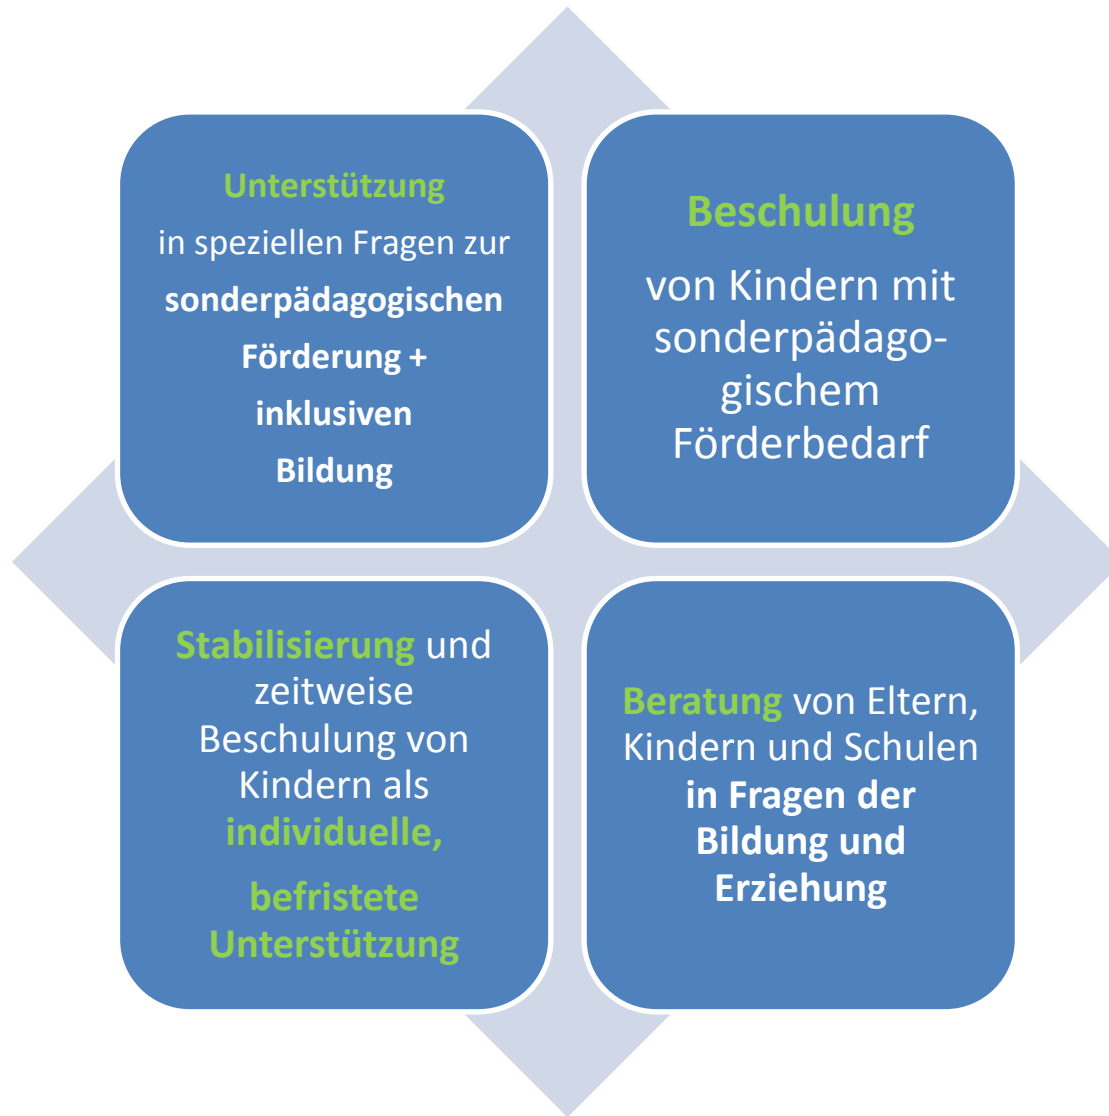 Unterstützung
in speziellen Fragen zur
sonderpädagogischen
Förderung +
inklusiven
Bildung
Beschulung
von Kindern mit
sonderpädago-
gischem
Förderbedarf
Stabilisierung und
zeitweise
Beschulung von
Kindern als
individuelle,
befristete
Unterstützung
Beratung von Eltern,
Kindern und Schulen
in Fragen der
Bildung und
Erziehung